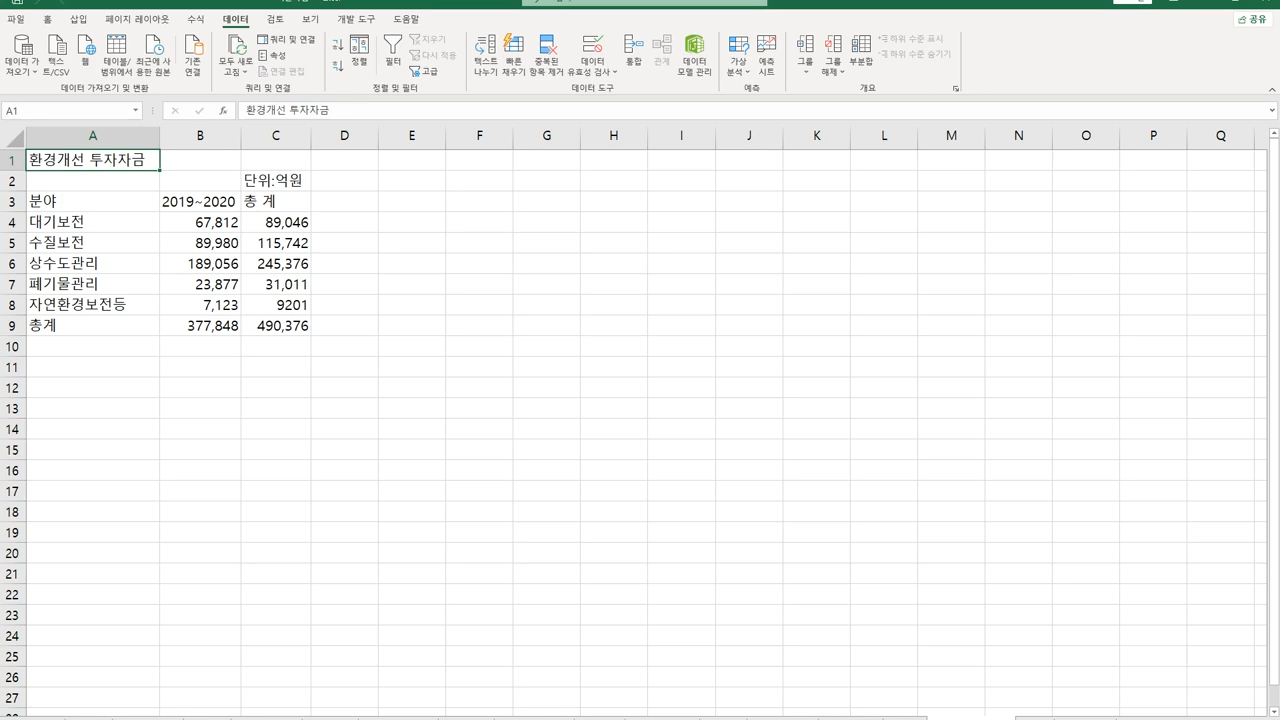 파일 홈 삽입 페이지 레이아웃 수식 데이터 검토 보기 개발 도구 도움말 공유
데이터 가져오기 텍스트/CSV 웹 테이블/범위에서 최근에 사용한 원본 기존 연결
데이터 가져오기 및 변환
모두 새로 고침 쿼리 및 연결 속성 연결 편집
쿼리 및 연결
정렬 필터 지우기 다시 적용 고급
정렬 및 필터
텍스트 나누기 빠른 채우기 중복된 항목 제거 데이터 유효성 검사 통합 관계 데이터 모델 관리
데이터 도구
가상 분석 예측 시트
예측
그룹 그룹 해제 부분합 하위 수준 표시 하위 수준 숨기기
개요
A1 fx 환경개선 투자자금
A B C D E F G H I J K L M N O P Q
1 환경개선 투자자금
2 단위:억원
3 분야 2019~2020 총 계
4 대기보전 67,812 89,046
5 수질보전 89,980 115,742
6 상수도관리 189,056 245,376
7 폐기물관리 23,877 31,011
8 자연환경보전등 7,123 9201
9 총계 377,848 490,376
10
11
12
13
14
15
16
17
18
19
20
21
22
23
24
25
26
27